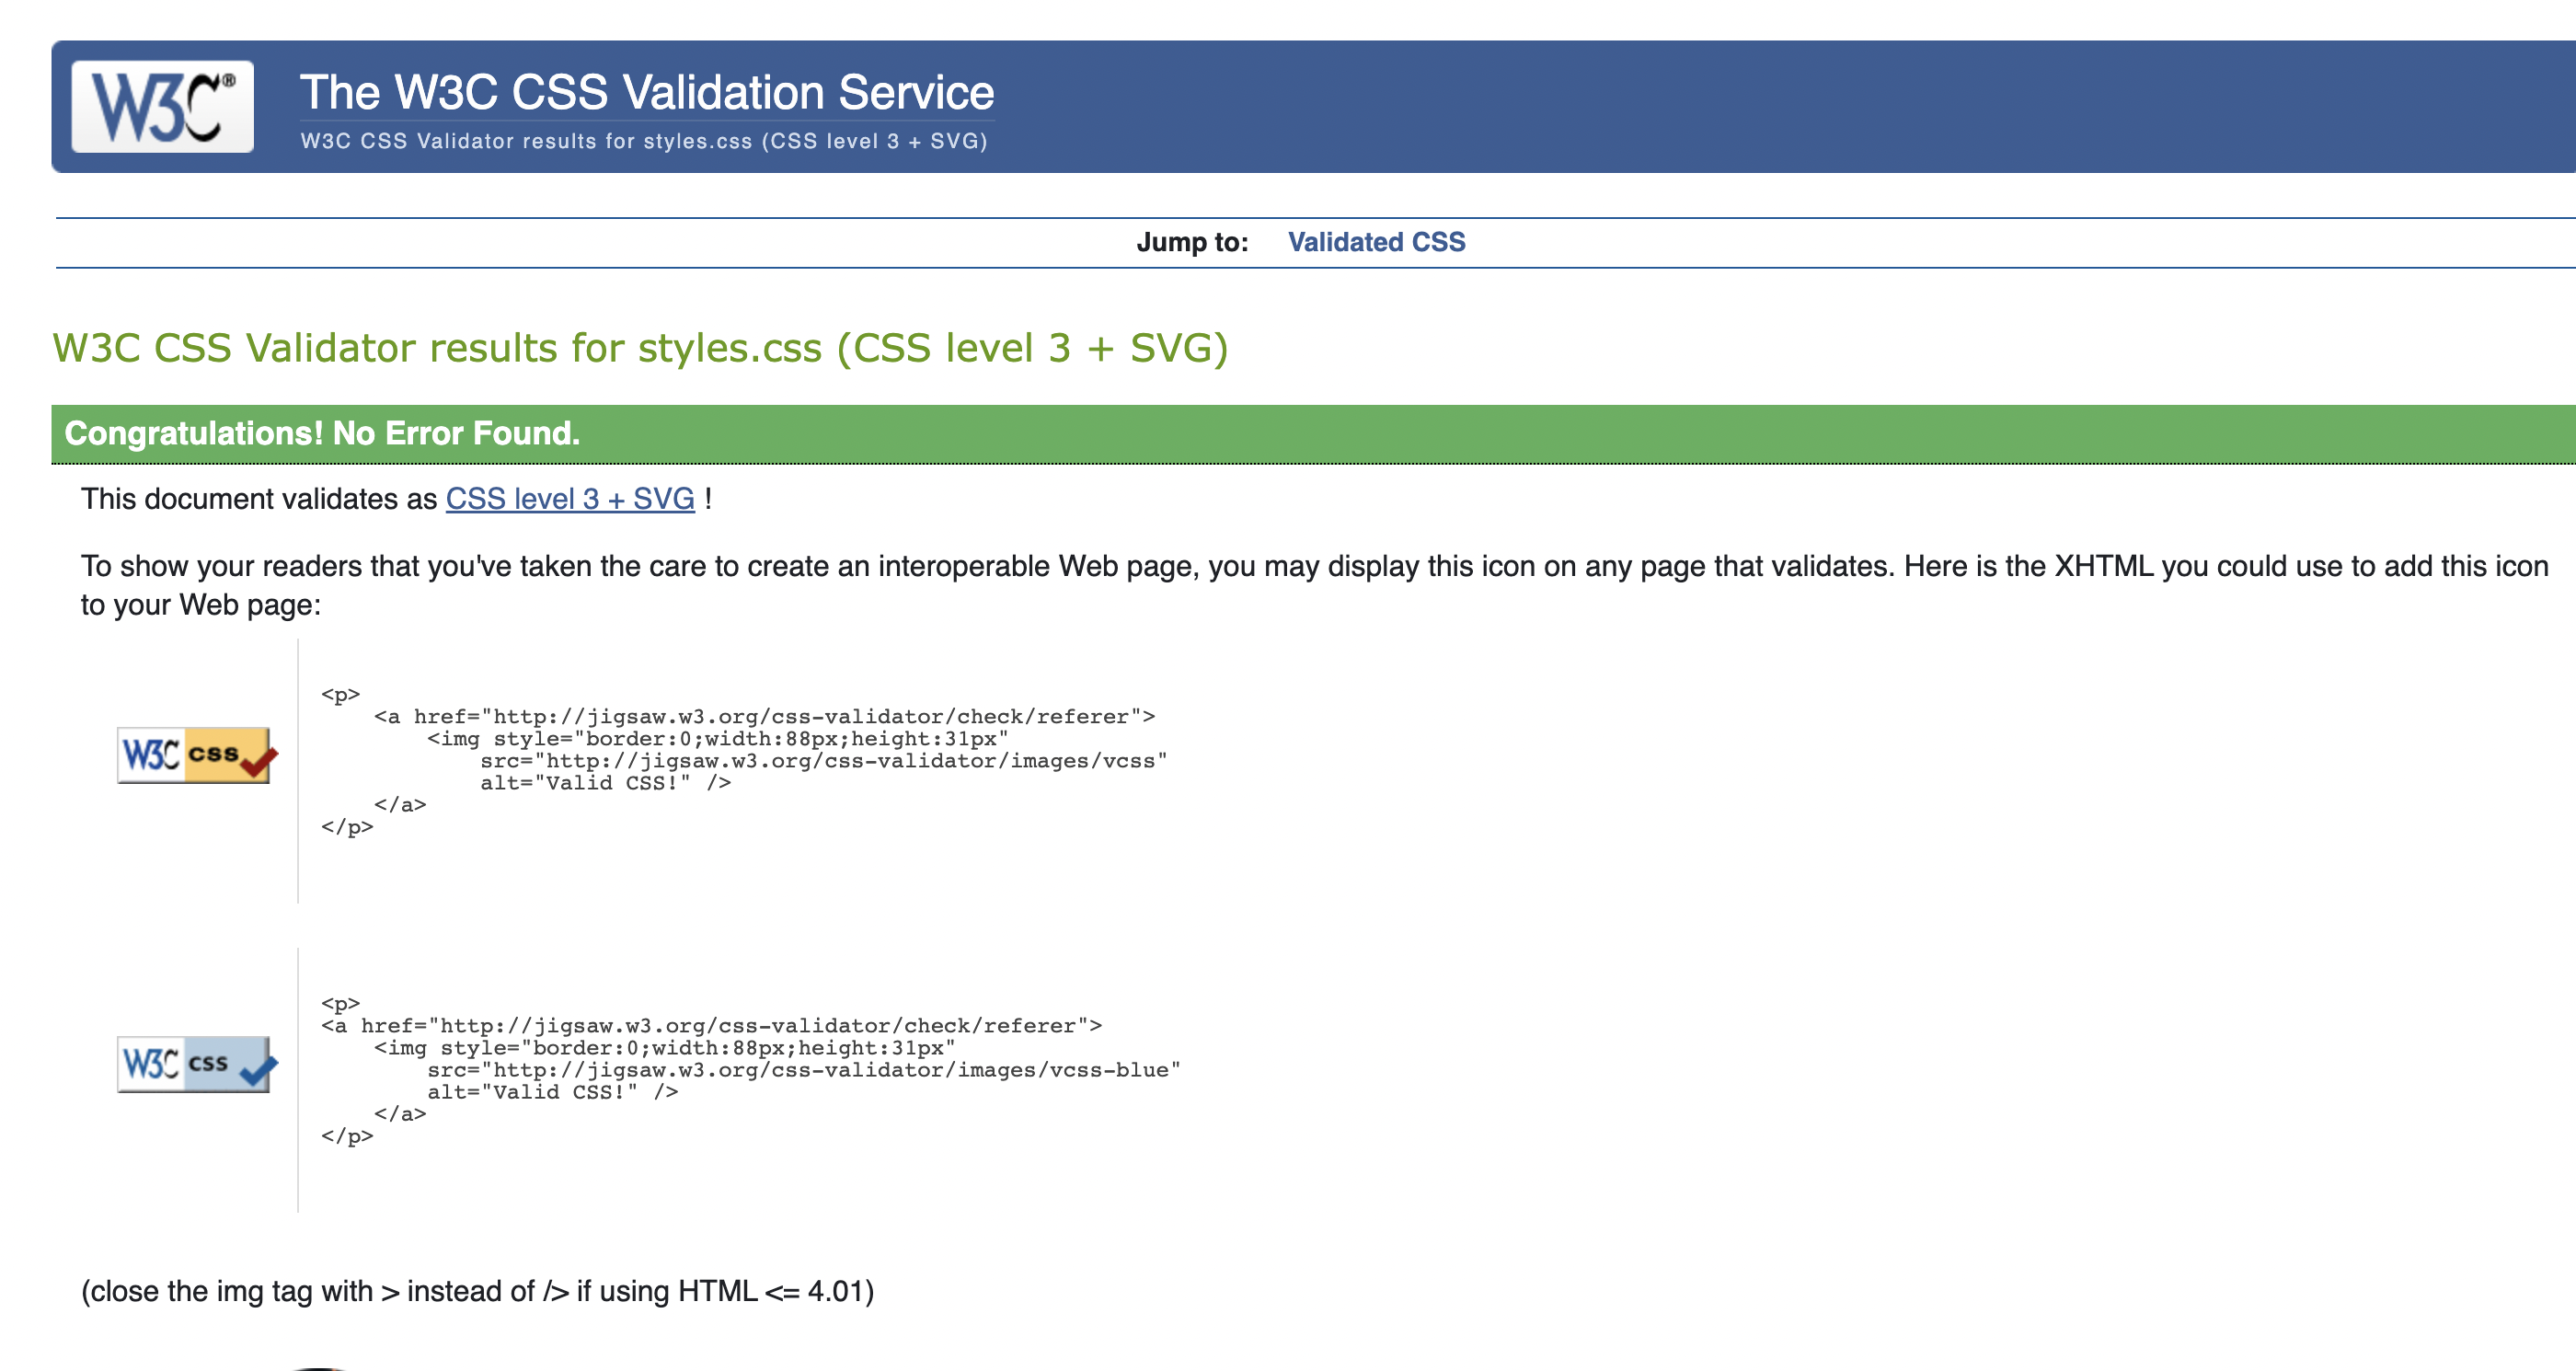 W3C®
The W3C CSS Validation Service
W3C CSS Validator results for styles.css (CSS level 3 + SVG)
Jump to: Validated CSS
W3C CSS Validator results for styles.css (CSS level 3 + SVG)
Congratulations! No Error Found.
This document validates as CSS level 3 + SVG !
To show your readers that you've taken the care to create an interoperable Web page, you may display this icon on any page that validates. Here is the XHTML you could use to add this icon
to your Web page:
<p>
    <a href="http://jigsaw.w3.org/css-validator/check/referer">
        <img style="border:0;width:88px;height:31px"
W3C css
            src="http://jigsaw.w3.org/css-validator/images/vcss"
            alt="Valid CSS!" />
    </a>
</p>
<p>
<a href="http://jigsaw.w3.org/css-validator/check/referer">
    <img style="border:0;width:88px;height:31px"
W3C css
        src="http://jigsaw.w3.org/css-validator/images/vcss-blue"
        alt="Valid CSS!" />
    </a>
</p>
(close the img tag with > instead of /> if using HTML <= 4.01)